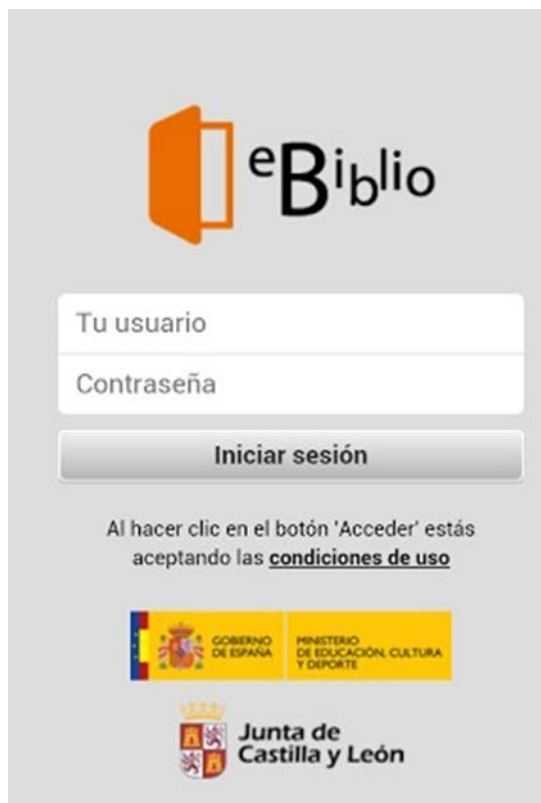 eBiblio
Tu usuario
Contraseña
Iniciar sesión
Al hacer clic en el botón 'Acceder' estás
aceptando las condiciones de uso
GOBIERNO
DE ESPAÑA
MINISTERIO
DE EDUCACIÓN, CULTURA
Y DEPORTE
Junta de
Castilla y León